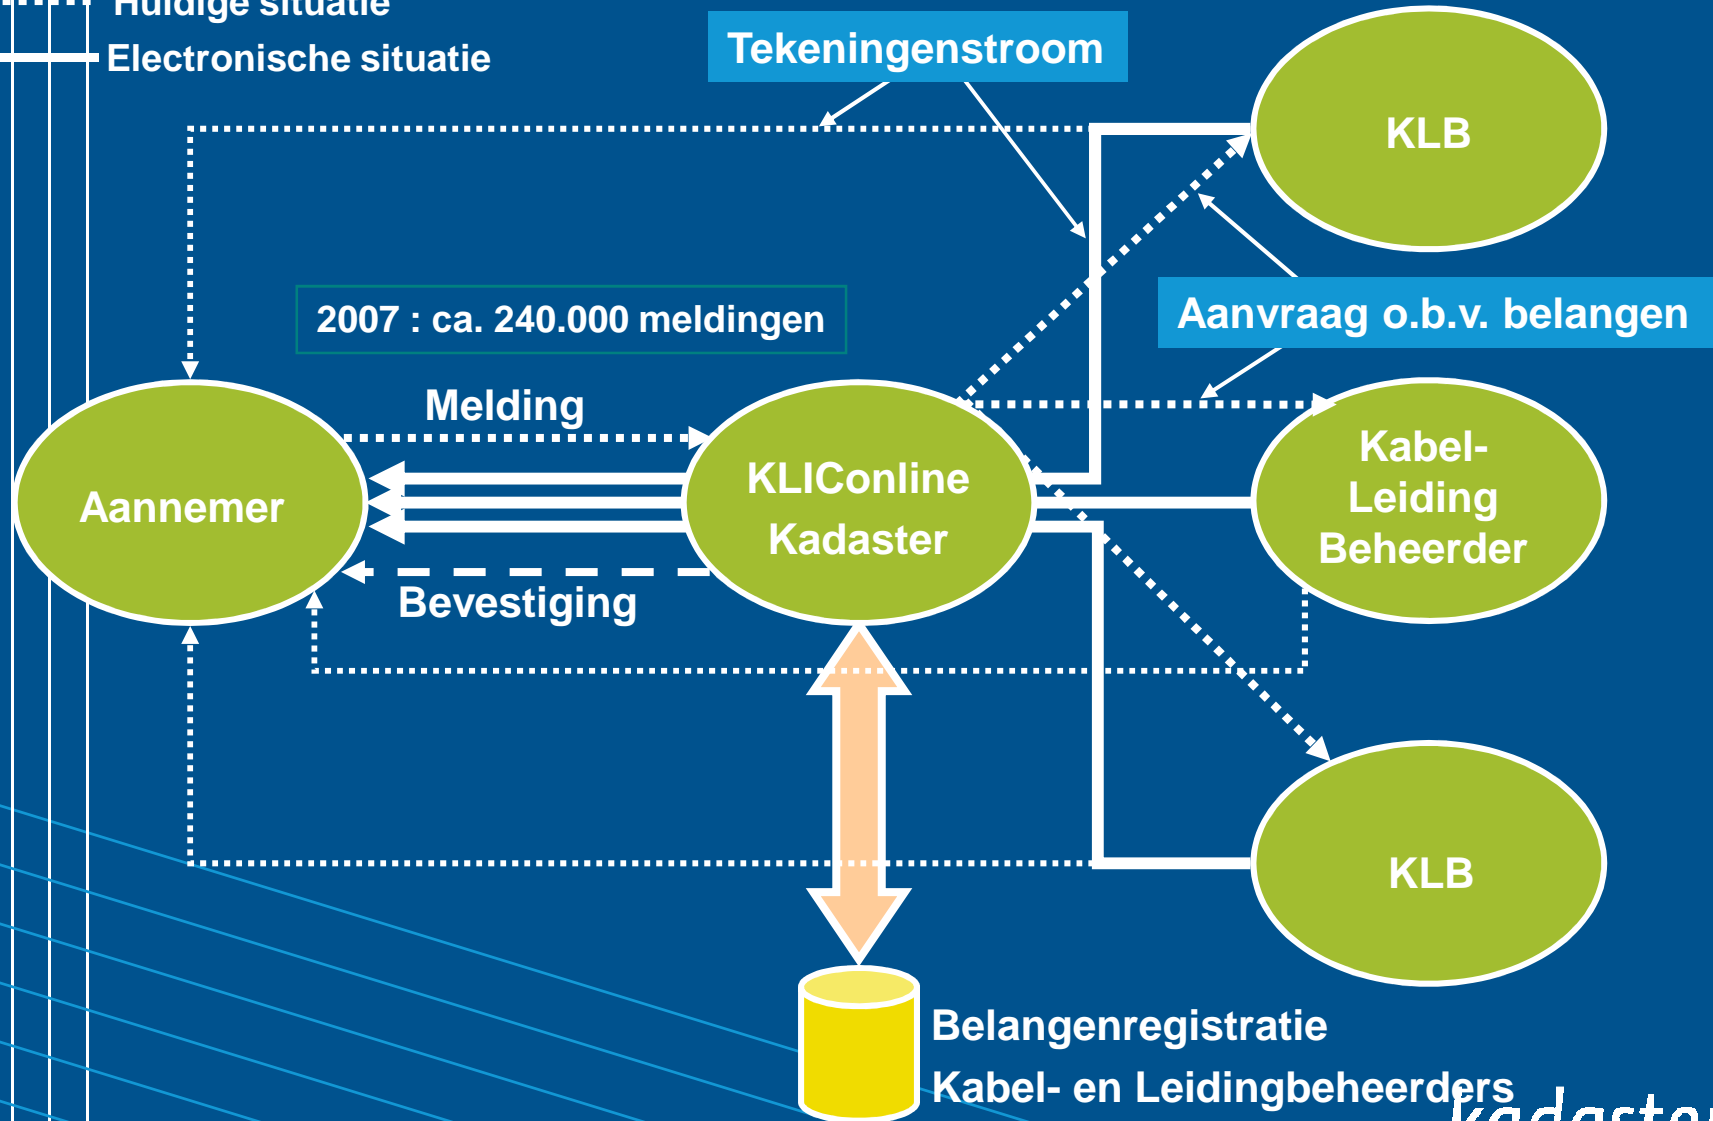 Huidige situatie
Electronische situatie
Tekeningenstroom
KLB
2007 : ca. 240.000 meldingen
Aanvraag o.b.v. belangen
Melding
Aannemer
KLIConline
Kadaster
Kabel-
Leiding
Beheerder
Bevestiging
KLB
Belangenregistratie
Kabel- en Leidingbeheerders
kadaster